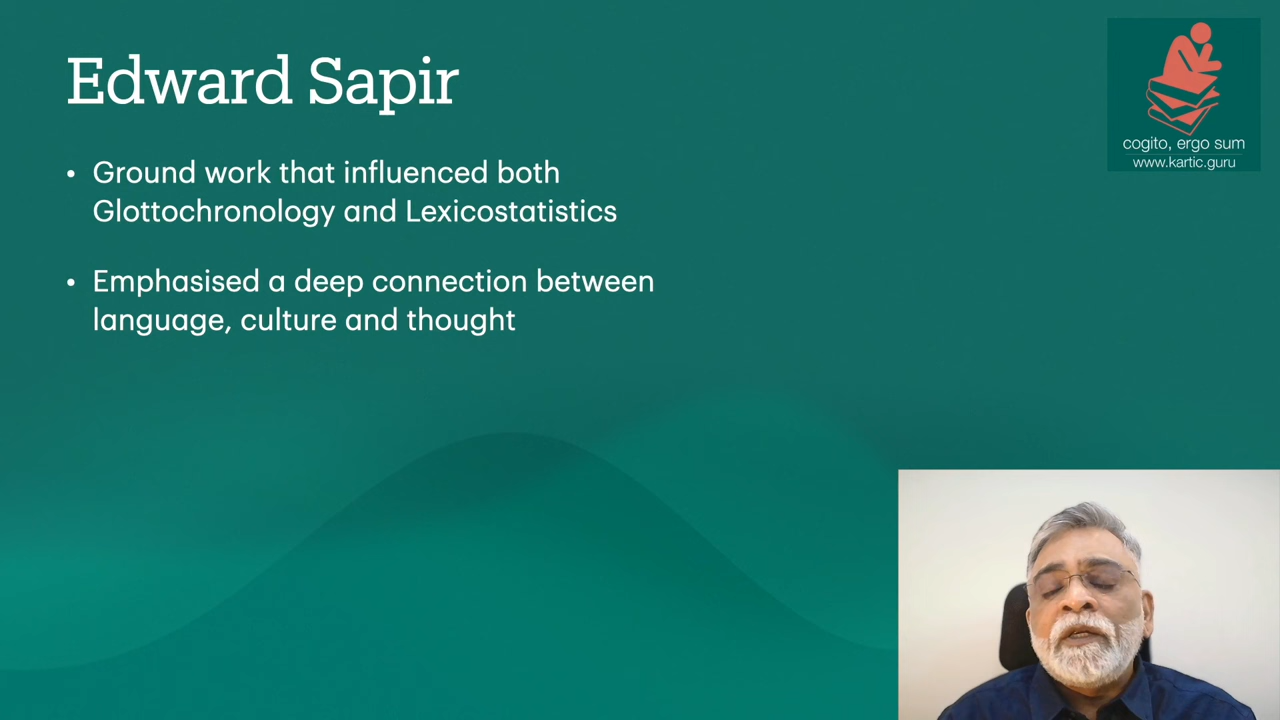 Edward Sapir
• Ground work that influenced both
Glottochronology and Lexicostatistics
• Emphasised a deep connection between
language, culture and thought
cogito, ergo sum
www.kartic.guru